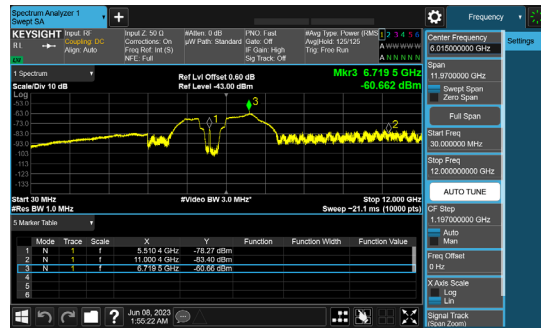 Spectrum Analyzer 1
Swept SA
+
Frequency
KEYSIGHT
Input: RF
Coupling: DC
Align: Auto
Input Z: 50 Ω
Corrections: On
Freq Ref: Int (S)
NFE: Full
#Atten: 0 dB
µW Path: Standard
PNO: Fast
Gate: Off
IF Gain: High
Sig Track: Off
#Avg Type: Power (RMS
Avg|Hold: 125/125
Trig: Free Run
1 2 3 4 5 6
A W W W W W
A N N N N N
R L
LW
1 Spectrum
Scale/Div 10 dB
Ref Lvl Offset 0.60 dB
Ref Level -43.00 dBm
Mkr3 6.719 5 GHz
-60.662 dBm
Log
-53.0
-63.0
-73.0
-83.0
-93.0
-103
-113
-123
-133
1
2
3
Start 30 MHz
#Res BW 1.0 MHz
#Video BW 3.0 MHz*
Stop 12.000 GHz
Sweep ~21.1 ms (10000 pts)
5 Marker Table
Mode Trace Scale X Y Function Function Width Function Value
1 N 1 f 5.510 4 GHz -78.27 dBm
2 N 1 f 11.000 4 GHz -83.40 dBm
3 N 1 f 6.719 5 GHz -60.66 dBm
4
5
6
Jun 08, 2023
1:55:22 AM
?
Center Frequency
6.015000000 GHz
Settings
Span
11.9700000 GHz
Swept Span
Zero Span
Full Span
Start Freq
30.000000 MHz
Stop Freq
12.000000000 GHz
AUTO TUNE
CF Step
1.197000000 GHz
Auto
Man
Freq Offset
0 Hz
X Axis Scale
Log
Lin
Signal Track
(Span Zoom)